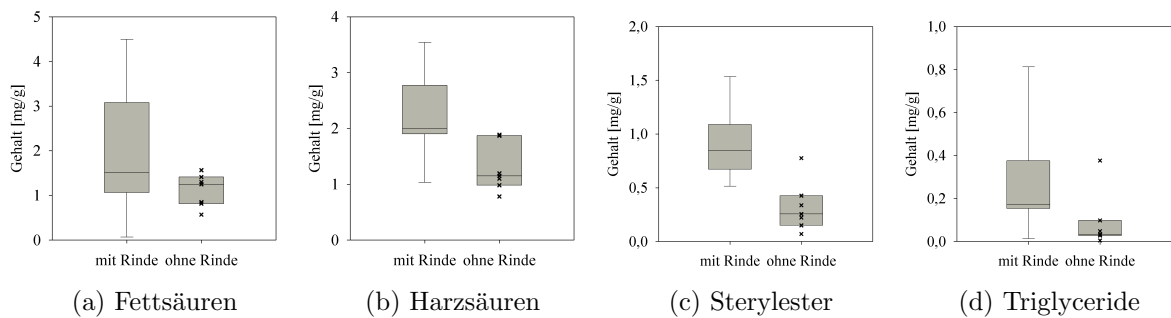 5
4
3
2
1
0
Gehalt [mg/g]
mit Rinde ohne Rinde
(a) Fettsäuren
4
3
2
1
0
Gehalt [mg/g]
mit Rinde ohne Rinde
(b) Harzsäuren
2,0
1,5
1,0
0,5
0,0
Gehalt [mg/g]
mit Rinde ohne Rinde
(c) Sterylester
1,0
0,8
0,6
0,4
0,2
0,0
Gehalt [mg/g]
mit Rinde ohne Rinde
(d) Triglyceride